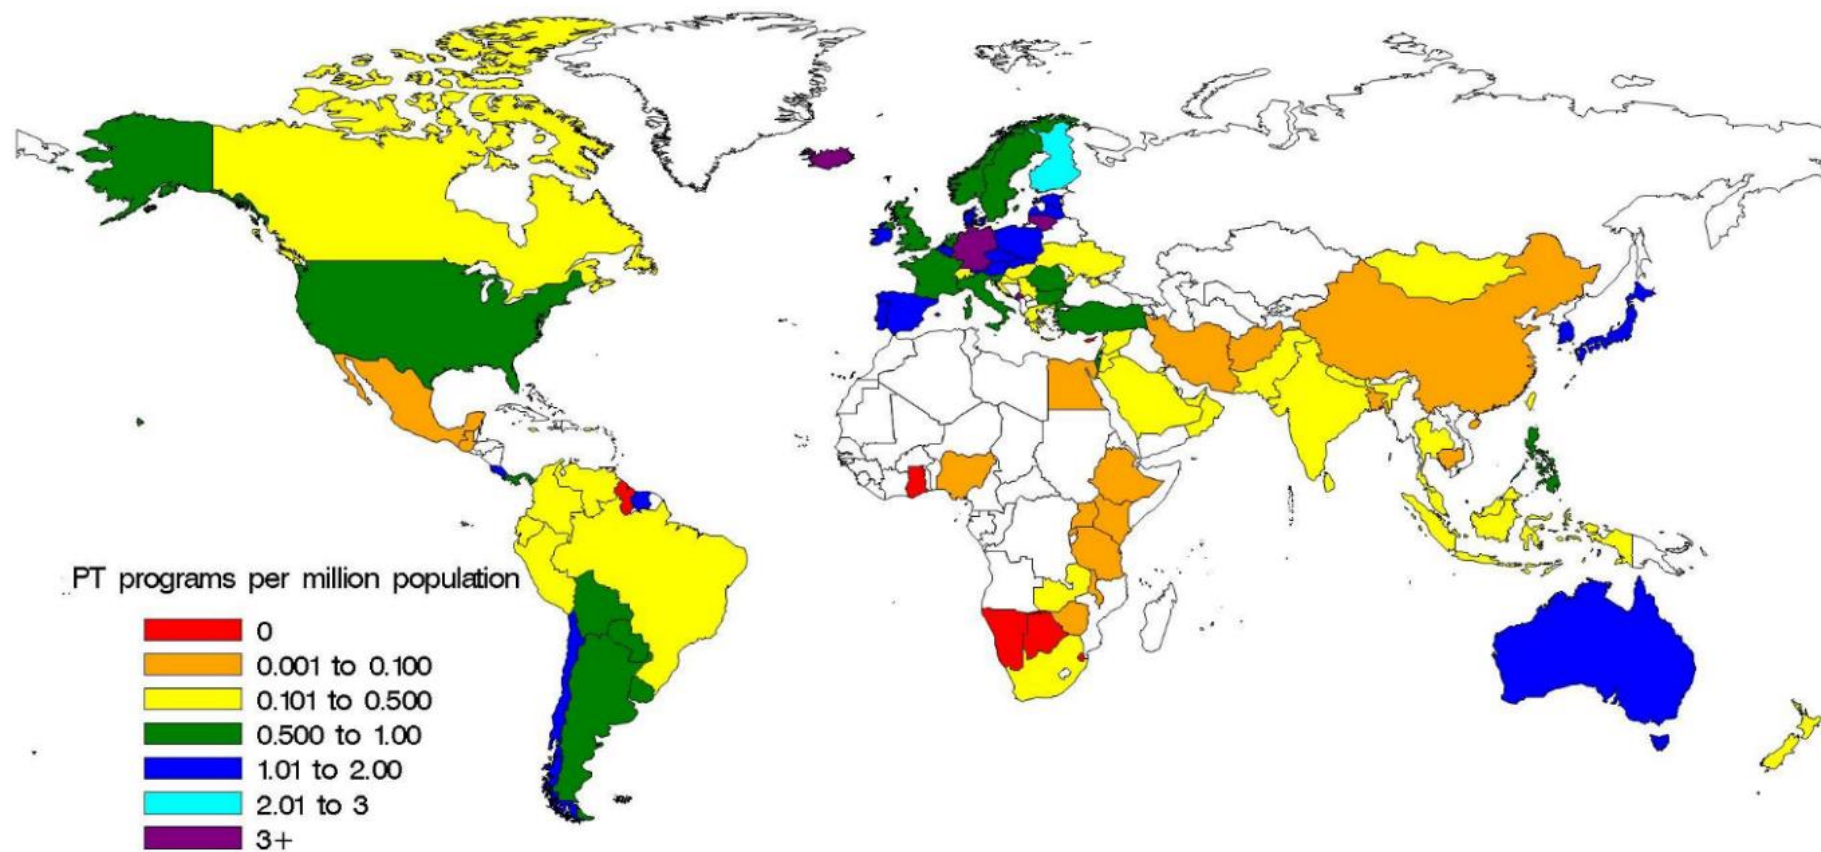 PT programs per million population
0
0.001 to 0.100
0.101 to 0.500
0.500 to 1.00
1.01 to 2.00
2.01 to 3
3+